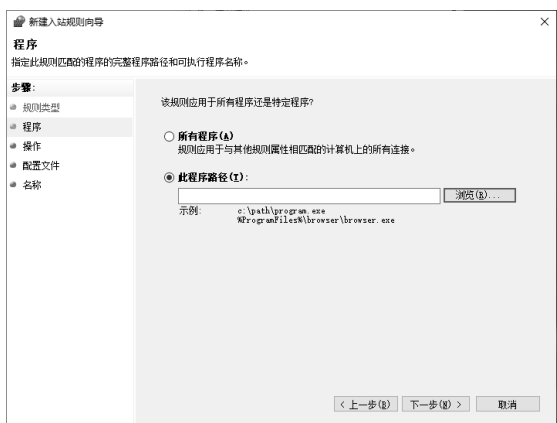 新建入站规则向导
程序
指定此规则匹配的程序的完整程序路径和可执行程序名称。
步骤:
规则类型
程序
操作
配置文件
名称
该规则应用于所有程序还是特定程序?
所有程序(A)
规则应用于与其他规则属性相匹配的计算机上的所有连接。
此程序路径(T):
浏览(R)...
示例: c:\path\program.exe
%ProgramFiles%\browser\browser.exe
< 上一步(B) 下一步(N) > 取消